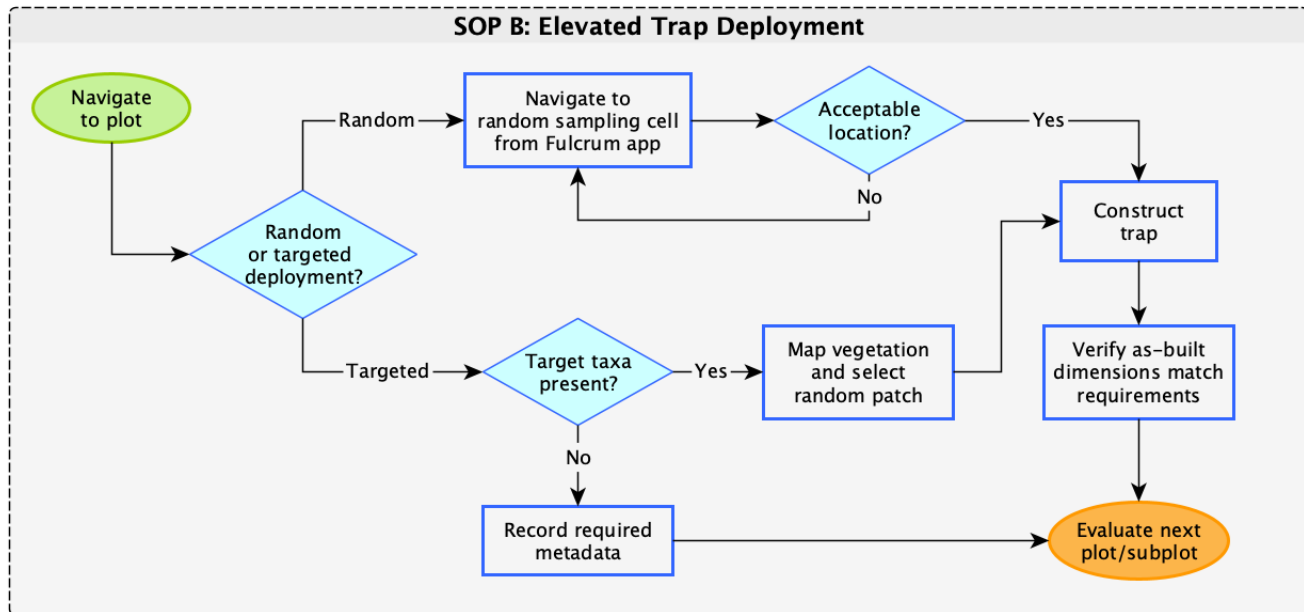 SOP B: Elevated Trap Deployment
Navigate
to plot
Random
or targeted
deployment?
Random
Navigate to
random sampling cell
from Fulcrum app
Acceptable
location?
Yes
No
Construct
trap
Targeted
Target taxa
present?
Yes
Map vegetation
and select
random patch
Verify as-built
dimensions match
requirements
No
Record required
metadata
Evaluate next
plot/subplot